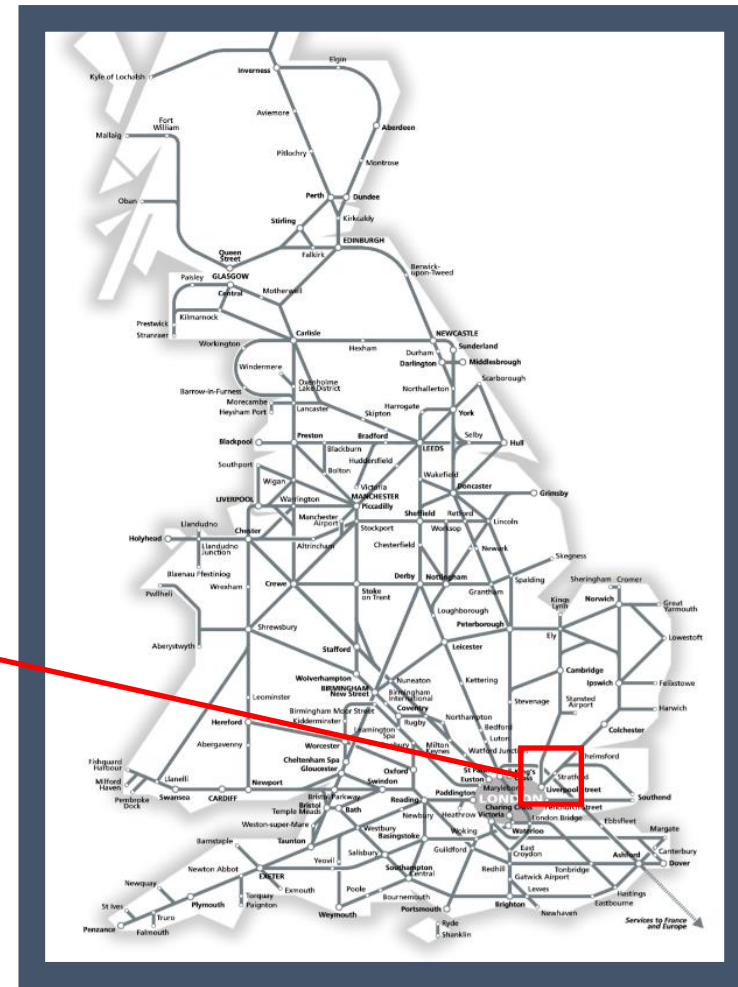 Elgin
Inverness
Kyle of Lochalsh
Aviemore
Fort
William
Aberdeen
Mallaig
Pitlochry
Montrose
Perth
Dundee
Oban
Kirkcaldy
Stirling
EDINBURGH
Queen
Street
Falkirk
Berwick-
upon-Tweed
Paisley
GLASGOW
Central
Motherwell
Kilmarnock
Prestwick
Stranraer
Carlisle
NEWCASTLE
Workington
Hexham
Sunderland
Durham
Darlington
Middlesbrough
Windermere
Scarborough
Oxenholme
Lake District
Northallerton
Barrow-in-Furness
Morecambe
Heysham Port
Lancaster
Harrogate
York
Skipton
Blackpool
Preston
Bradford
Selby
Hull
Blackburn
LEEDS
Huddersfield
Southport
Bolton
Wakefield
Wigan
Victoria
Doncaster
Grimsby
LIVERPOOL
Warrington
MANCHESTER
Piccadilly
Manchester
Airport
Sheffield
Retford
Lincoln
Llandudno
Stockport
Worksop
Holyhead
Chester
Llandudno
Junction
Altrincham
Chesterfield
Newark
Skegness
Blaenau Ffestiniog
Wrexham
Crewe
Stoke
on Trent
Derby
Nottingham
Grantham
Spalding
Sheringham
Cromer
Pwllheli
Kings
Lynn
Norwich
Great
Yarmouth
Loughborough
Peterborough
Shrewsbury
Ely
Lowestoft
Aberystwyth
Stafford
Leicester
Wolverhampton
Cambridge
BIRMINGHAM
New Street
Nuneaton
Kettering
Ipswich
Felixstowe
Birmingham
International
Leominster
Stevenage
Stansted
Airport
Harwich
Birmingham Moor Street
Coventry
Kidderminster
Rugby
Northampton
Hereford
Leamington
Spa
Bedford
Colchester
Abergavenny
Worcester
Milton
Keynes
Luton
Watford Junction
Chelmsford
Cheltenham Spa
Gloucester
Oxford
Stratford
Fishguard
Harbour
Euston
Llanelli
Swindon
Marylebone
Liverpool Street
Milford
Haven
Newport
Paddington
LONDON
Southend
Pembroke
Dock
Swansea
CARDIFF
Bristol Parkway
Bristol
Temple Meads
Bath
Reading
Charing Cross
Fenchurch Street
Newbury
Heathrow
Victoria
London Bridge
Ebbsfleet
Weston-super-Mare
Westbury
Basingstoke
Waterloo
Margate
Barnstaple
Taunton
Woking
East
Croydon
Canterbury
Yeovil
Salisbury
Guildford
Ashford
Dover
Newton Abbot
Southampton
Central
Redhill
Tonbridge
EXETER
Gatwick Airport
Newquay
Exmouth
Poole
Lewes
Hastings
St Ives
Torquay
Paignton
Bournemouth
Eastbourne
Truro
Plymouth
Weymouth
Portsmouth
Brighton
Newhaven
Penzance
Falmouth
Ryde
Shanklin
Services to France
and Europe